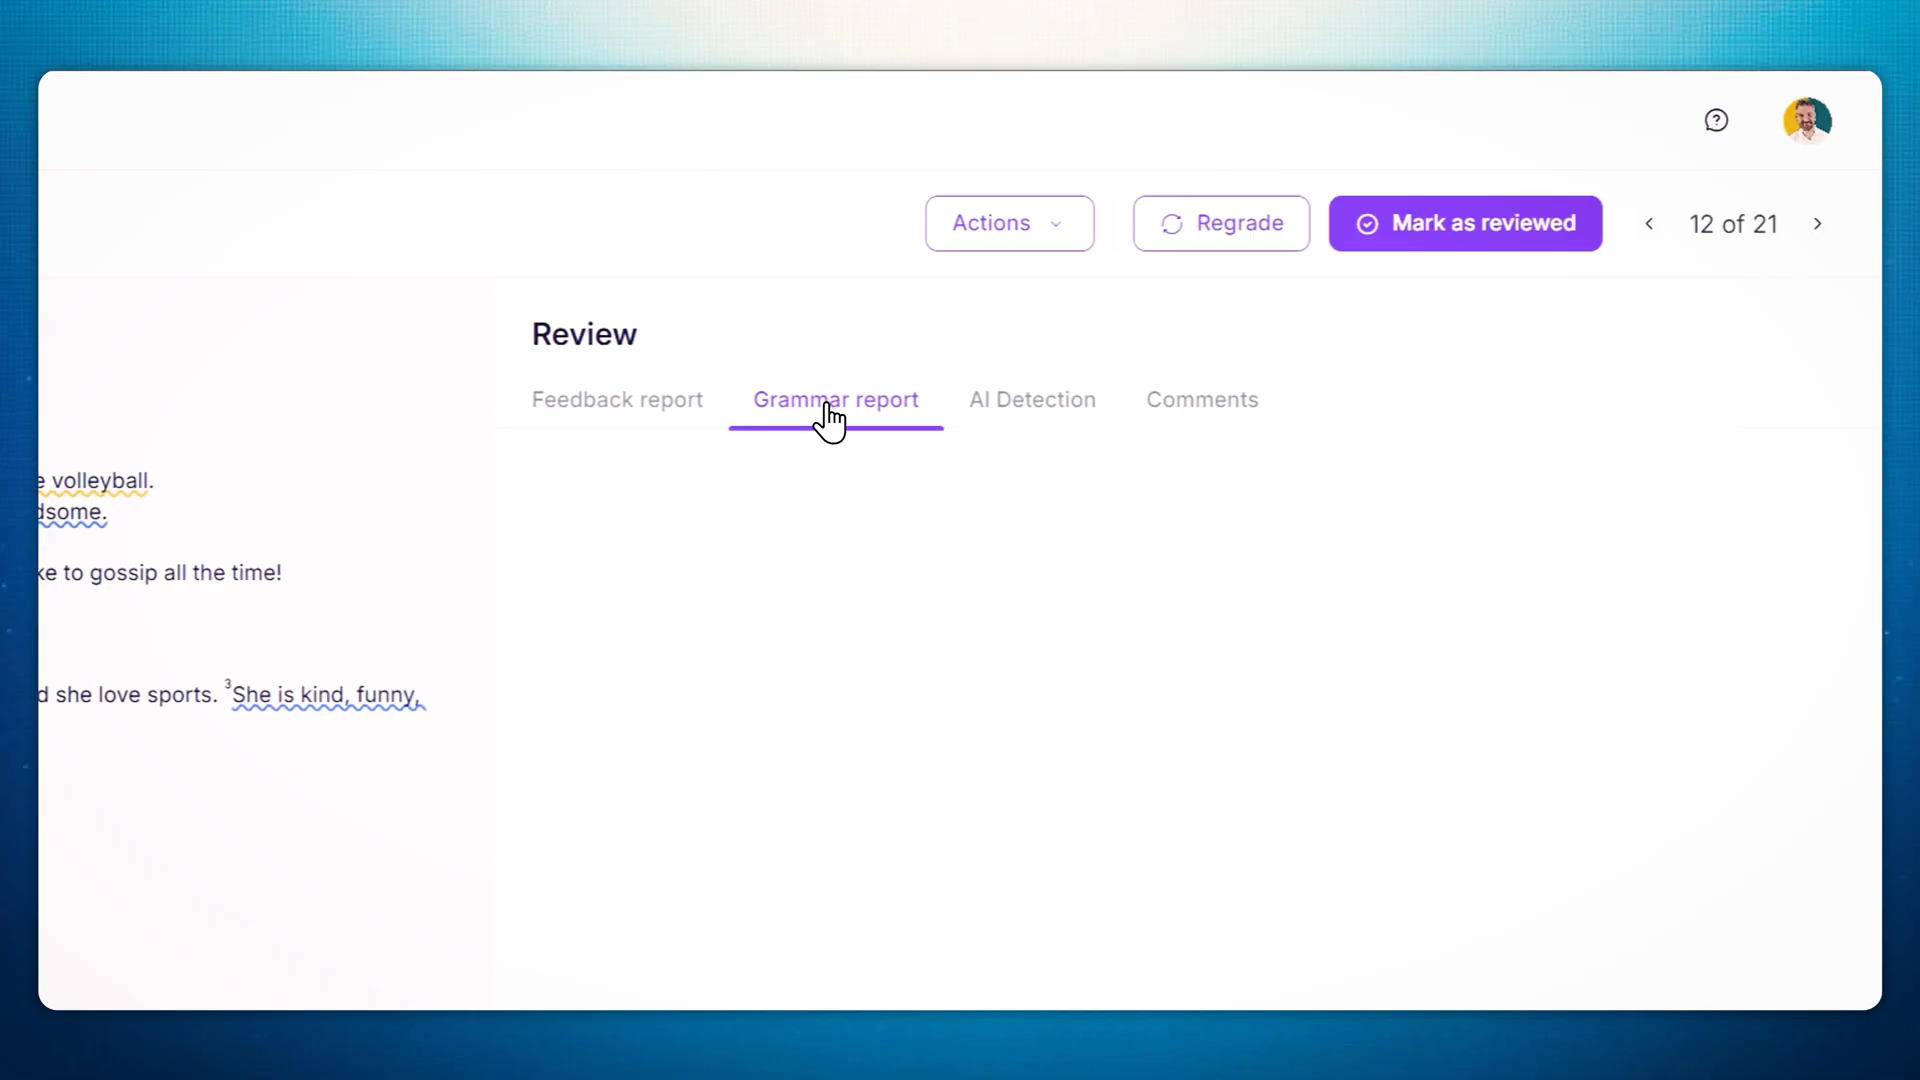 Actions
Regrade
Mark as reviewed
12 of 21
Review
Feedback report
Grammar report
AI Detection
Comments
e volleyball.
dsome.
ke to gossip all the time!
d she love sports. ³She is kind, funny,